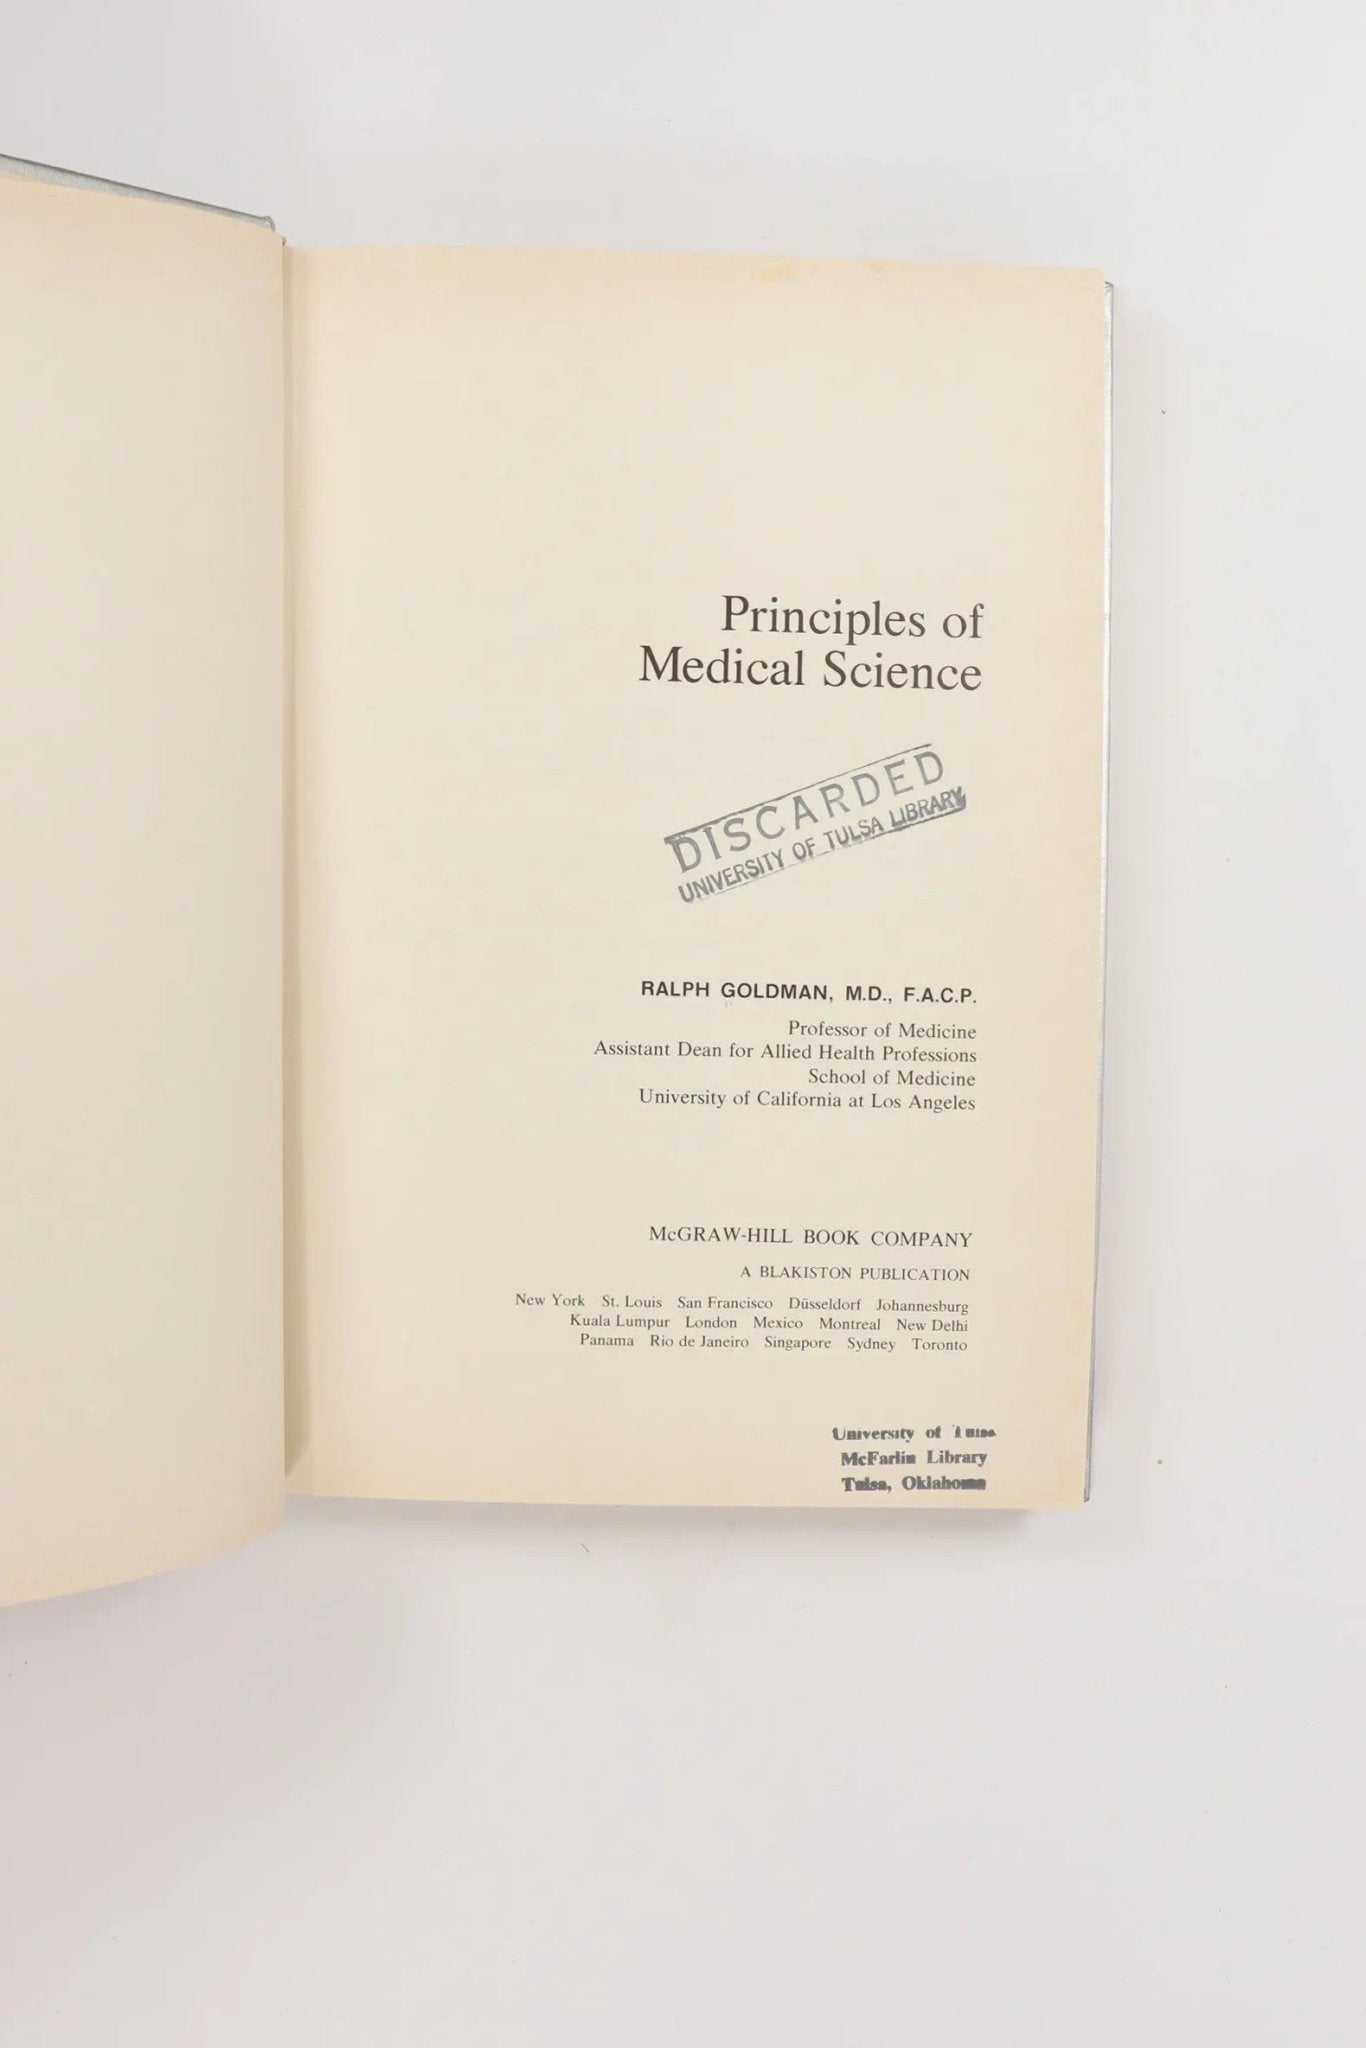 Principles of
Medical Science
DISCARDED
UNIVERSITY OF TULSA LIBRARY
RALPH GOLDMAN, M.D., F.A.C.P.
Professor of Medicine
Assistant Dean for Allied Health Professions
School of Medicine
University of California at Los Angeles
McGRAW-HILL BOOK COMPANY
A BLAKISTON PUBLICATION
New York St. Louis San Francisco Düsseldorf Johannesburg
Kuala Lumpur London Mexico Montreal New Delhi
Panama Rio de Janeiro Singapore Sydney Toronto
University of Tulsa
McFarlin Library
Tulsa, Oklahoma